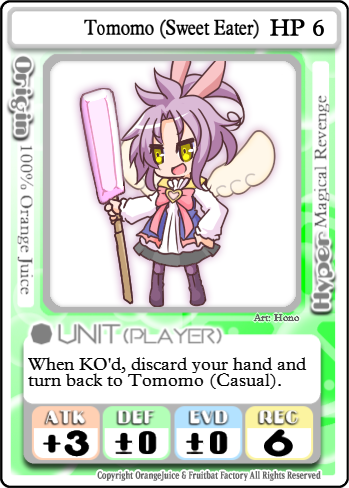 Tomomo (Sweet Eater) HP 6
Origin
100% Orange Juice
Hyper
Magical Revenge
Art: Hono
UNIT(PLAYER)
When KO'd, discard your hand and
turn back to Tomomo (Casual).
ATK DEF EVD REC
+3 ±0 ±0 6
Copyright OrangeJuice & Fruitbat Factory All Rights Reserved